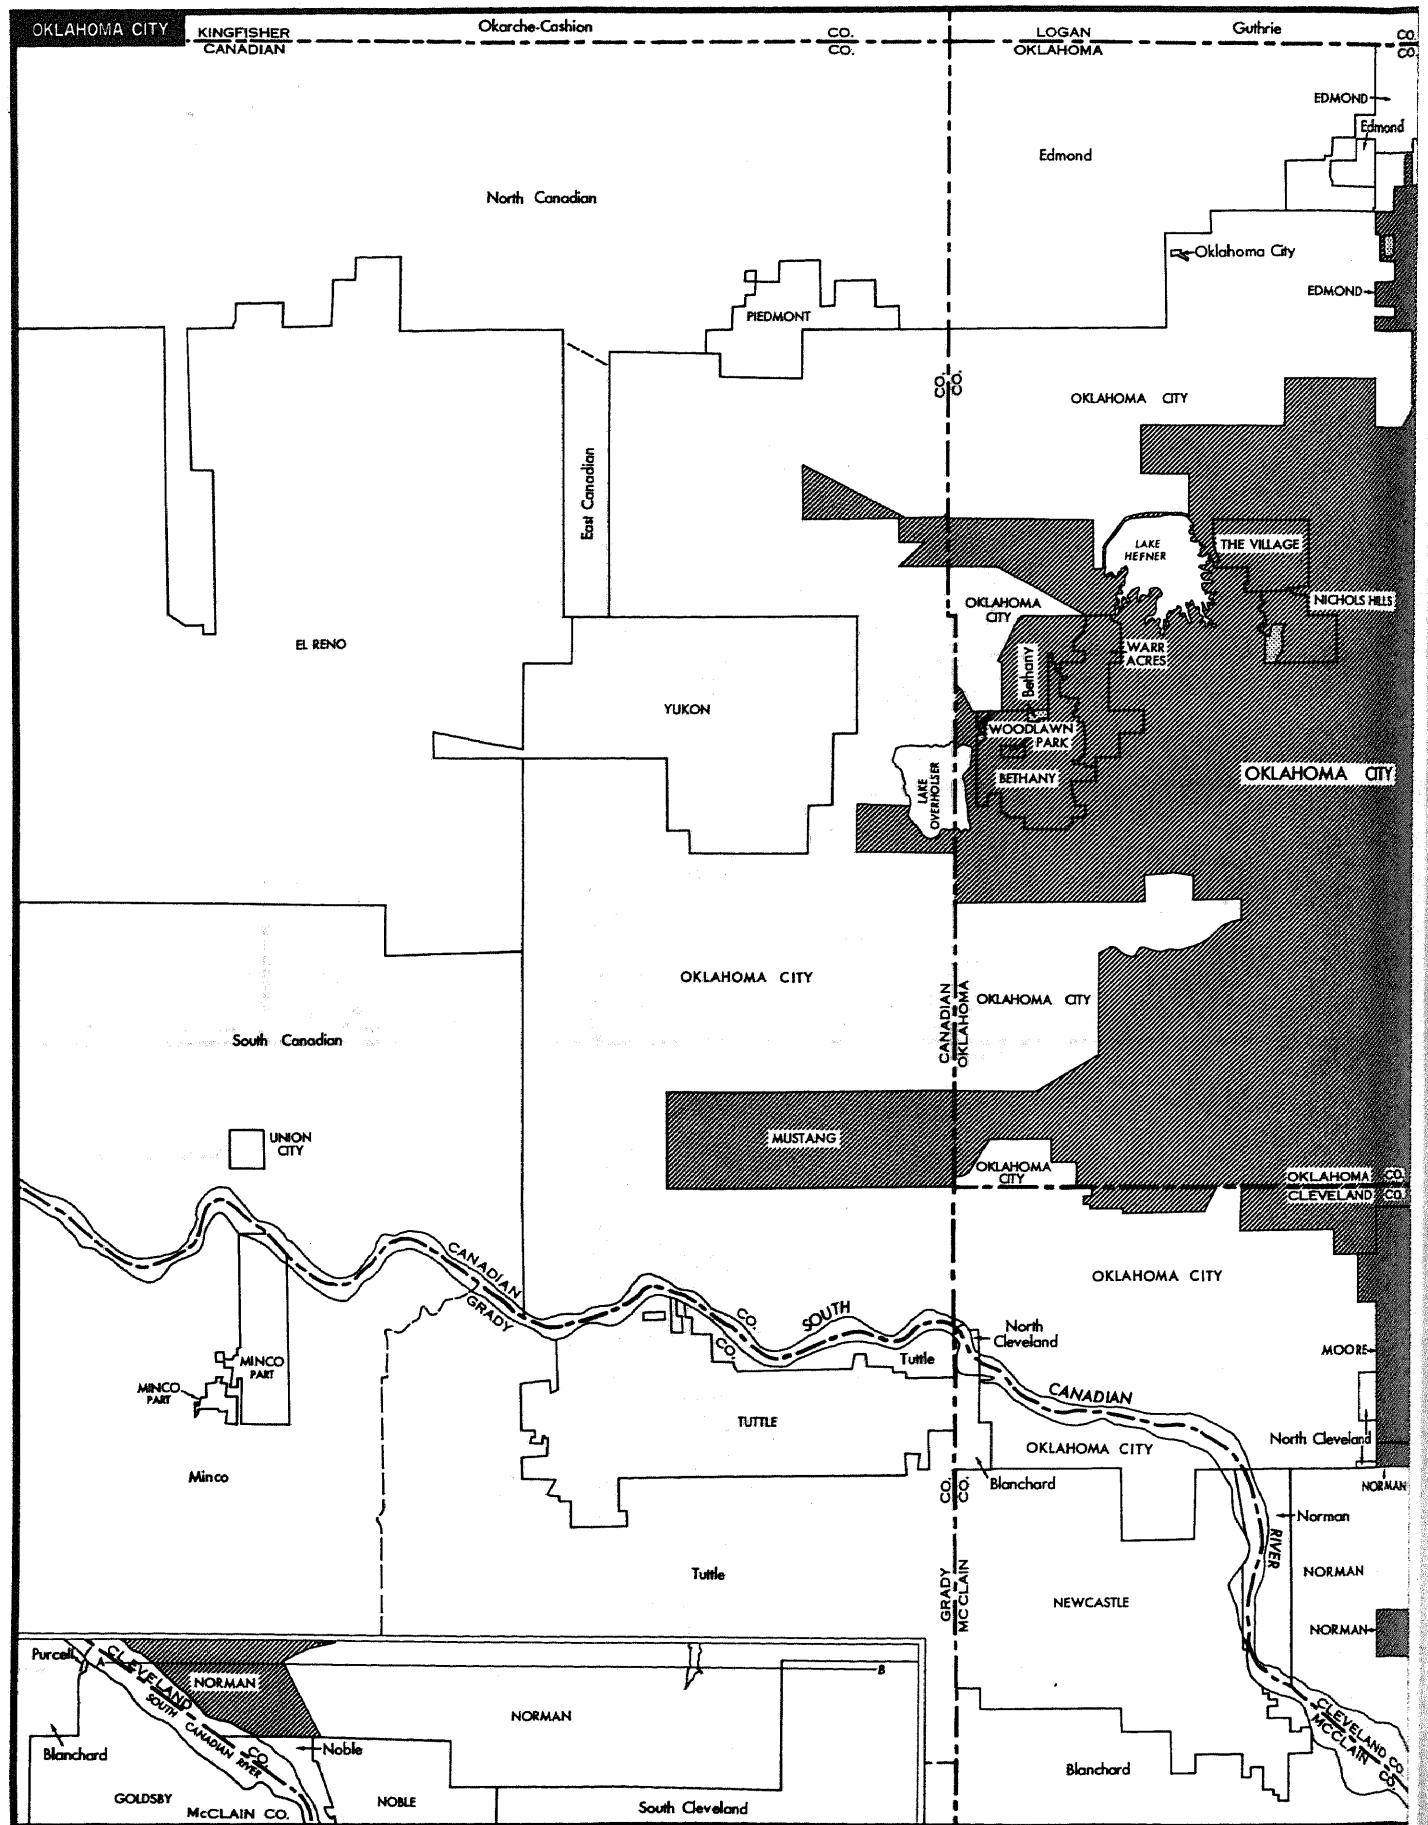 OKLAHOMA CITY
KINGFISHER
CANADIAN
Okarche-Cashion
CO.
CO.
LOGAN
OKLAHOMA
Guthrie
CO.
CO.
EDMOND
Edmond
Edmond
North Canadian
Oklahoma City
EDMOND
PIEDMONT
CO.
CO.
OKLAHOMA CITY
East Canadian
LAKE
HEFNER
THE VILLAGE
NICHOLS HILLS
OKLAHOMA
CITY
EL RENO
WARR
ACRES
Bethany
YUKON
WOODLAWN
PARK
BETHANY
LAKE
OVERHOLSER
OKLAHOMA CITY
OKLAHOMA CITY
OKLAHOMA CITY
CANADIAN
OKLAHOMA
South Canadian
UNION
CITY
MUSTANG
OKLAHOMA
CITY
OKLAHOMA CO.
CLEVELAND CO.
CANADIAN
GRADY
CO.
CO.
SOUTH
OKLAHOMA CITY
North
Cleveland
MOORE
Tuttle
MINCO
PART
MINCO
PART
CANADIAN
TUTTLE
OKLAHOMA CITY
North Cleveland
Minco
Blanchard
CO.
CO.
NORMAN
Norman
RIVER
Tuttle
GRADY
MC CLAIN
NEWCASTLE
NORMAN
NORMAN
Purcell
A
CLEVELAND
NORMAN
B
SOUTH CANADIAN RIVER
NORMAN
CO.
Blanchard
Noble
CLEVELAND CO.
MCCLAIN CO.
Blanchard
GOLDSBY
McCLAIN CO.
NOBLE
South Cleveland